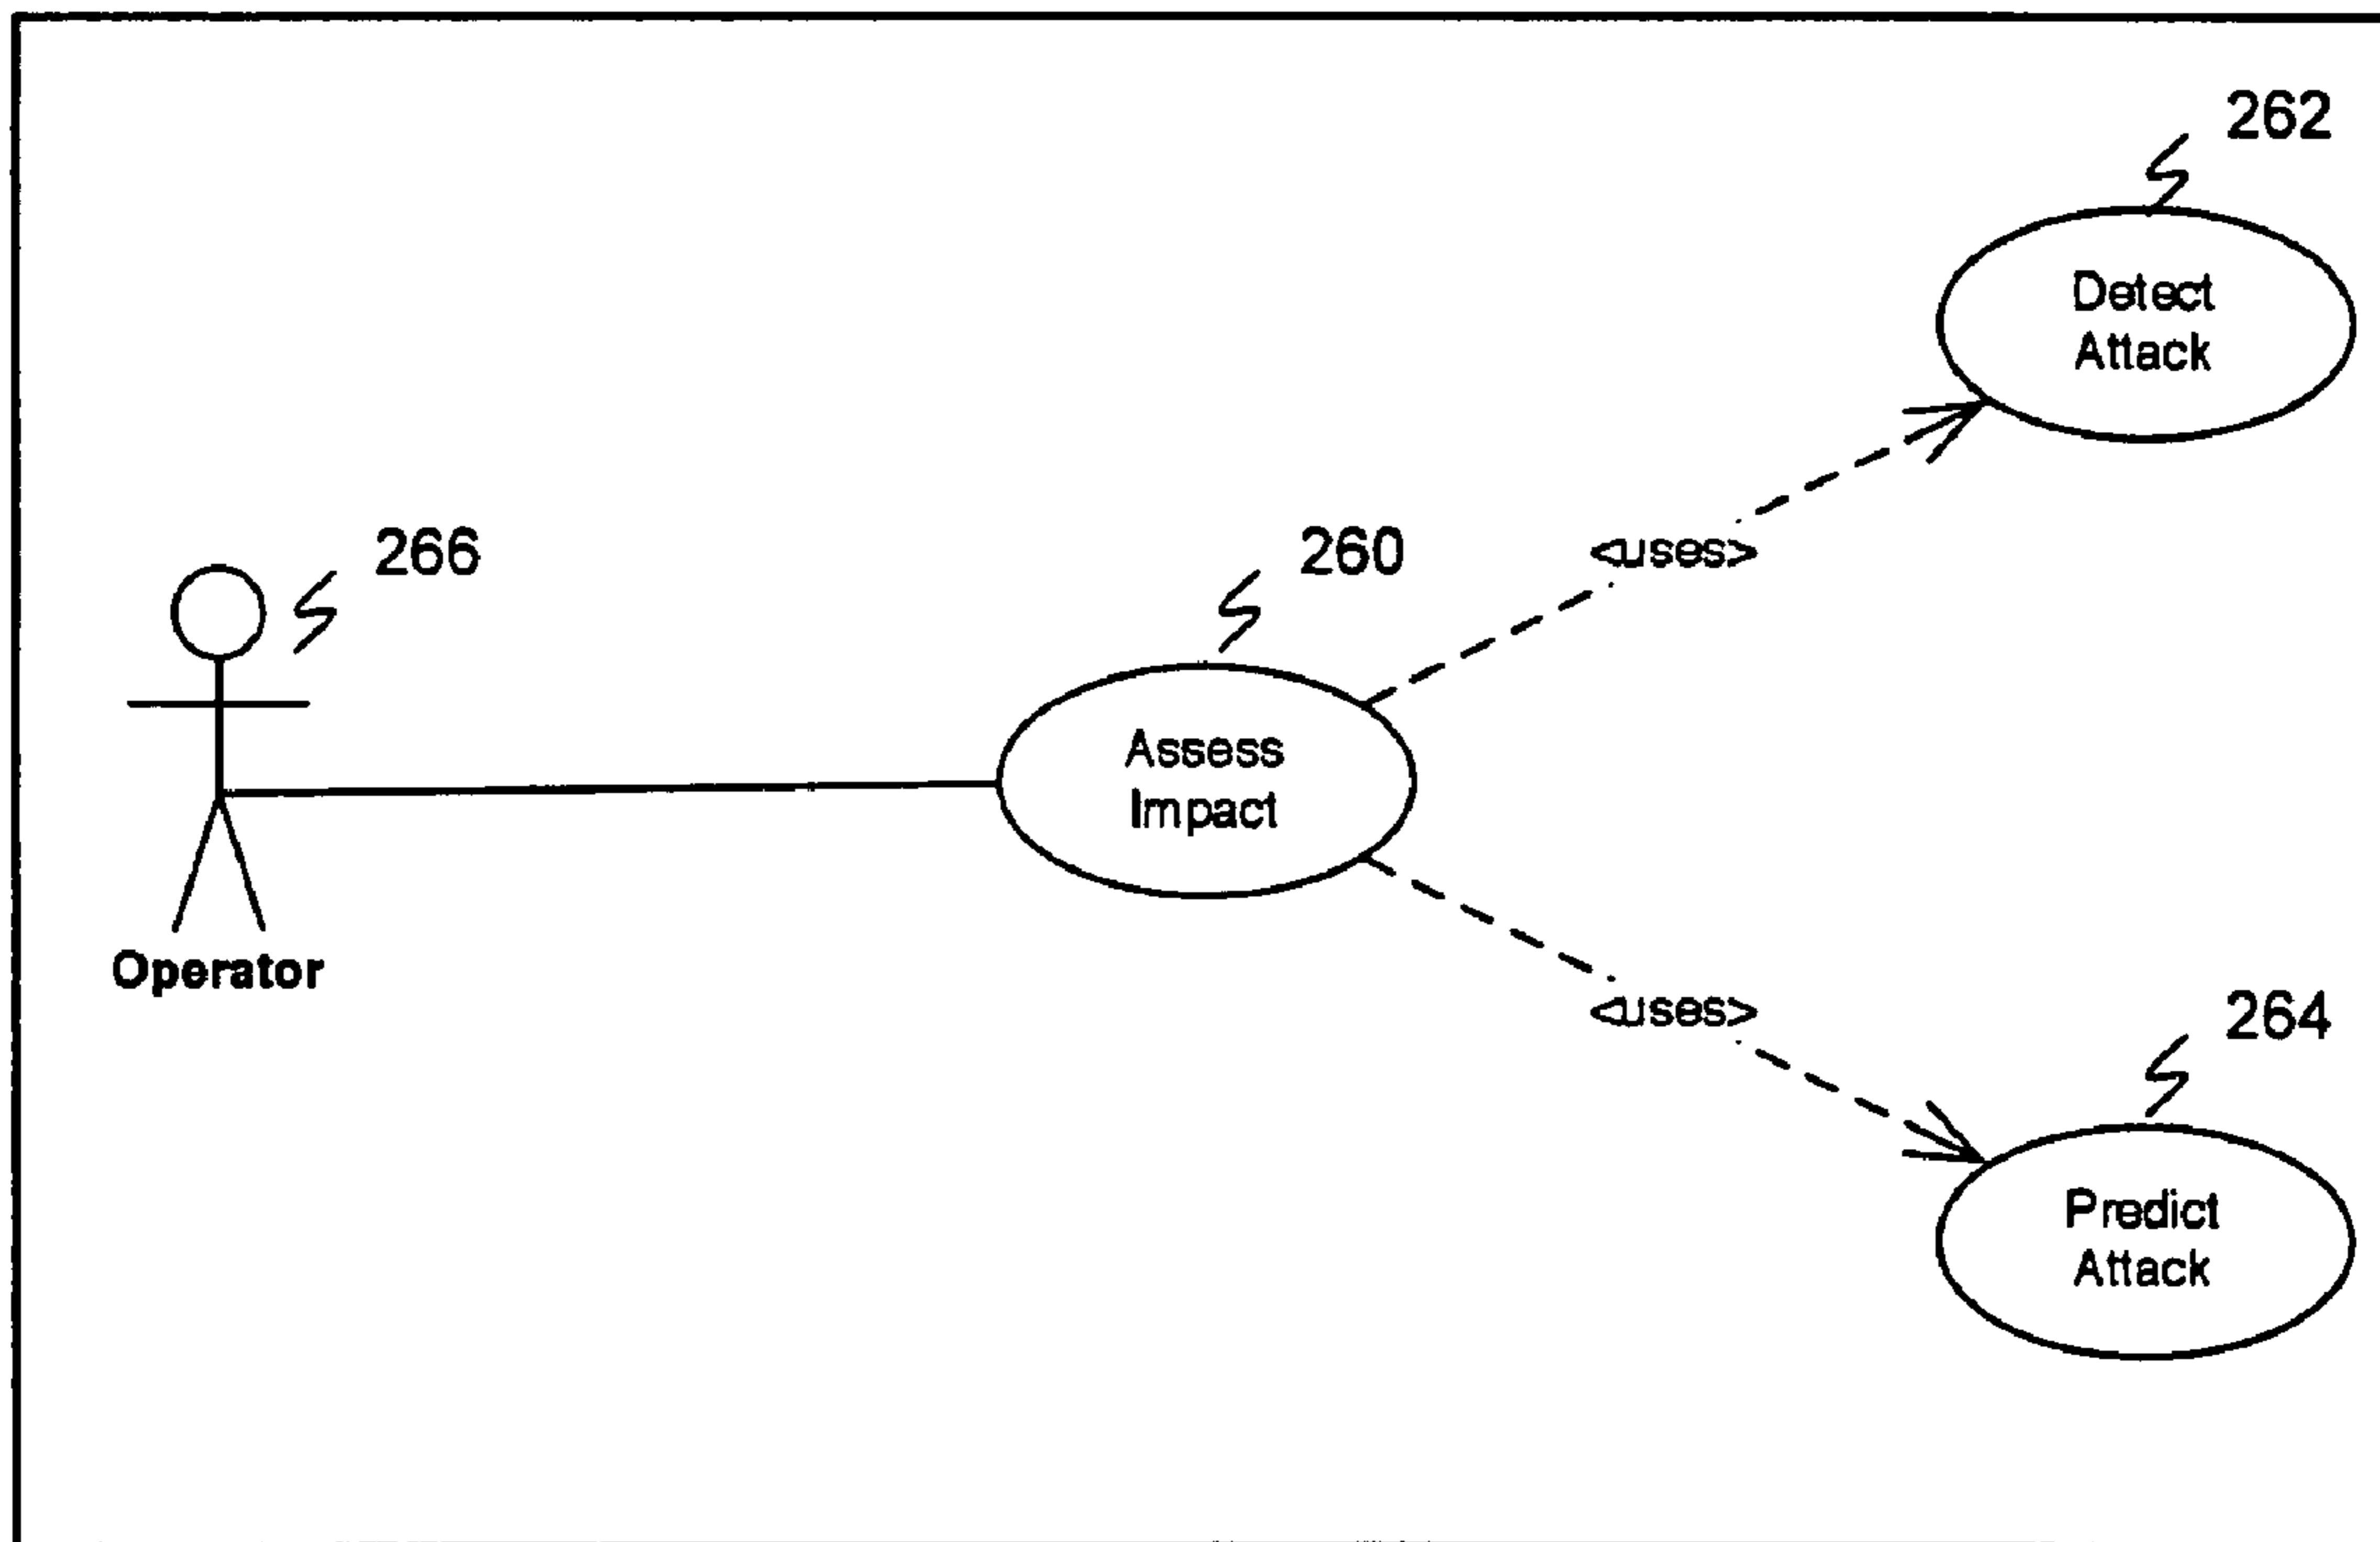 262
Detect
Attack
<uses>
266
260
Assess
Impact
Operator
<uses>
264
Predict
Attack